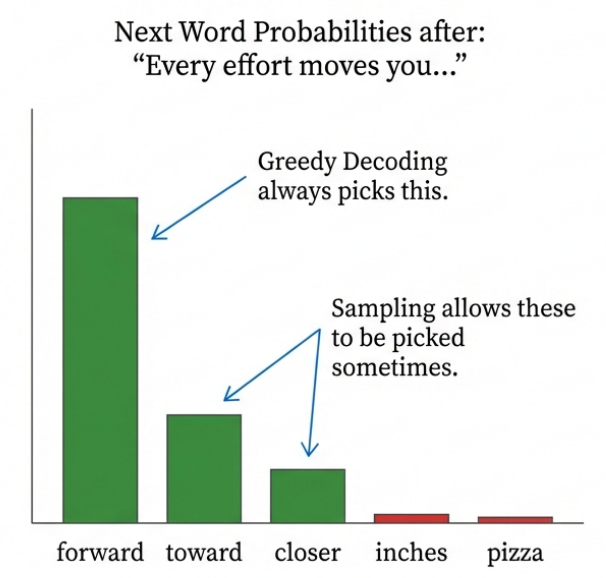 Next Word Probabilities after:
“Every effort moves you...”
Greedy Decoding
always picks this.
Sampling allows these
to be picked
sometimes.
forward toward closer inches pizza